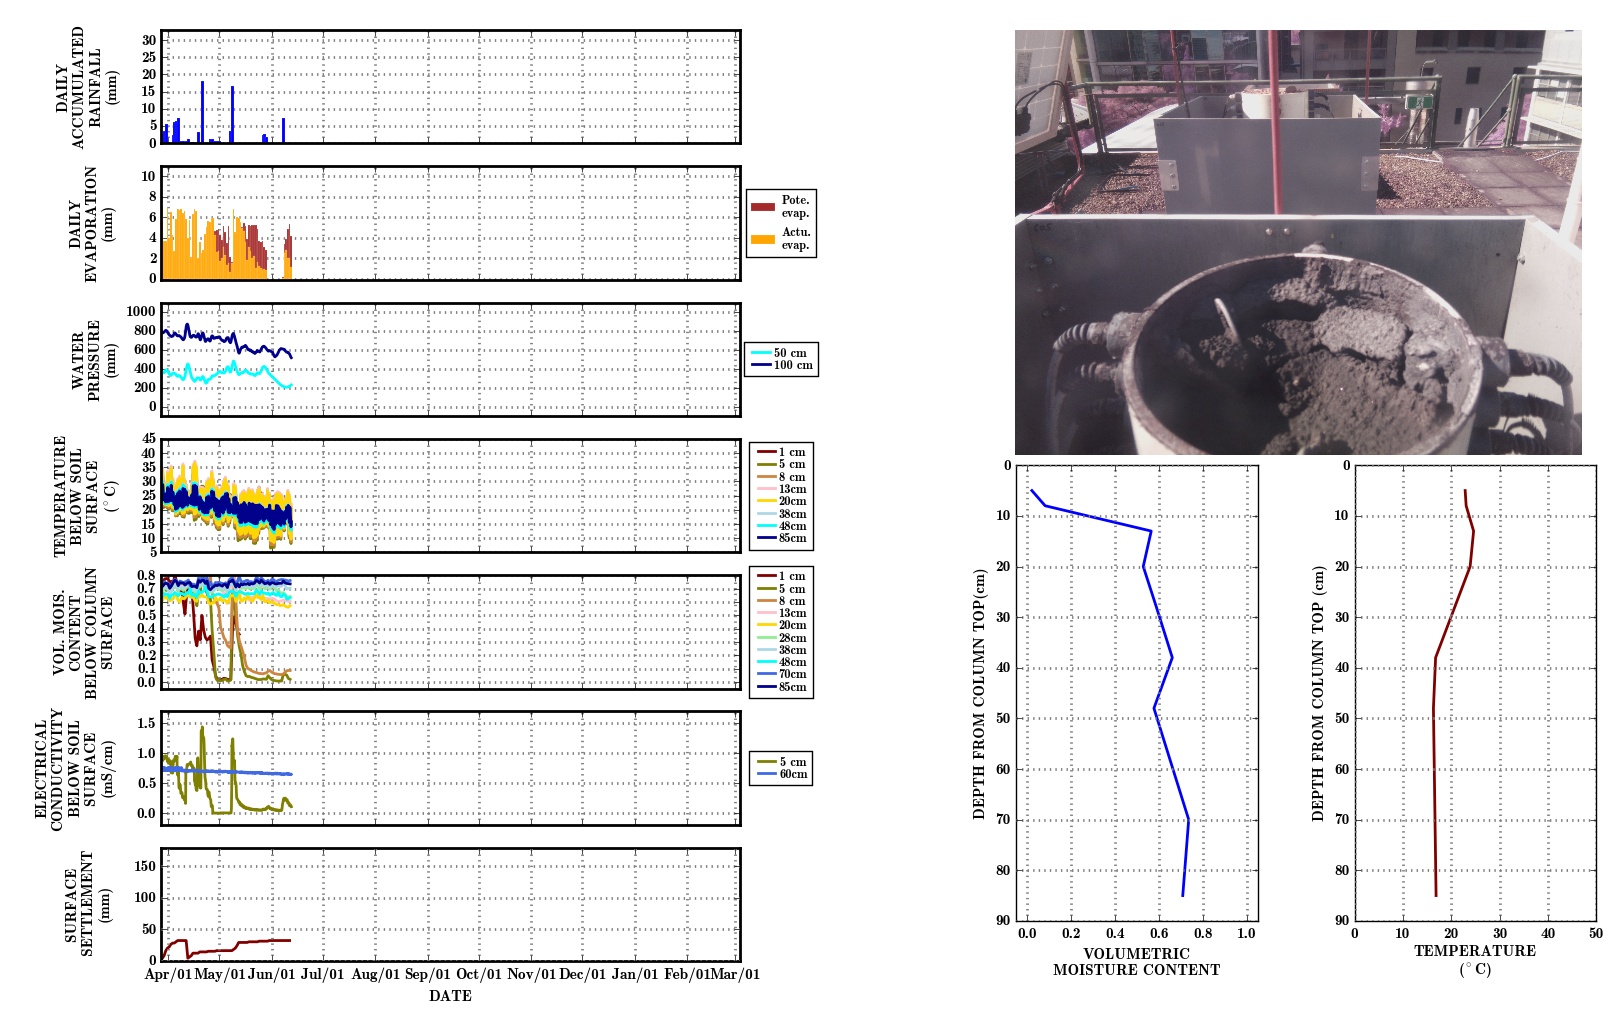 DAILY
ACCUMULATED
RAINFALL
(mm)
30
25
20
15
10
5
0
DAILY
EVAPORATION
(mm)
10
8
6
4
2
0
Pote.
evap.
Actu.
evap.
WATER
PRESSURE
(mm)
1000
800
600
400
200
0
50 cm
100 cm
TEMPERATURE
BELOW SOIL
SURFACE
(°C)
45
40
35
30
25
20
15
10
5
1 cm
5 cm
8 cm
13cm
20cm
38cm
48cm
85cm
VOL. MOIS.
CONTENT
BELOW COLUMN
SURFACE
0.8
0.7
0.6
0.5
0.4
0.3
0.2
0.1
0.0
1 cm
5 cm
8 cm
13cm
20cm
28cm
38cm
48cm
70cm
85cm
ELECTRICAL
CONDUCTIVITY
BELOW SOIL
SURFACE
(mS/cm)
1.5
1.0
0.5
0.0
5 cm
60cm
SURFACE
SETTLEMENT
(mm)
150
100
50
0
Apr/01 May/01 Jun/01 Jul/01 Aug/01 Sep/01 Oct/01 Nov/01 Dec/01 Jan/01 Feb/01 Mar/01
DATE
DEPTH FROM COLUMN TOP(cm)
0
10
20
30
40
50
60
70
80
90
0.0 0.2 0.4 0.6 0.8 1.0
VOLUMETRIC
MOISTURE CONTENT
DEPTH FROM COLUMN TOP (cm)
0
10
20
30
40
50
60
70
80
90
0 10 20 30 40 50
TEMPERATURE
(°C)